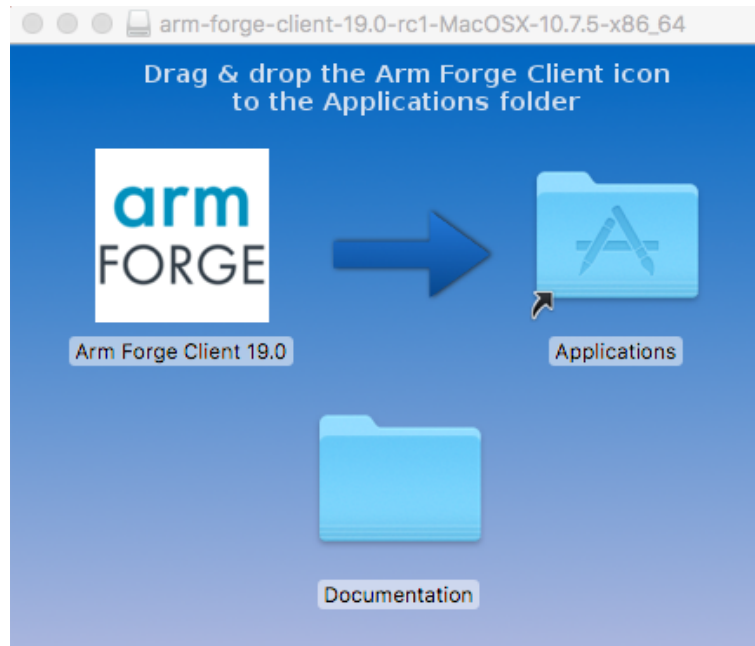 arm-forge-client-19.0-rc1-MacOSX-10.7.5-x86_64
Drag & drop the Arm Forge Client icon
to the Applications folder
arm
FORGE
Arm Forge Client 19.0
Applications
Documentation